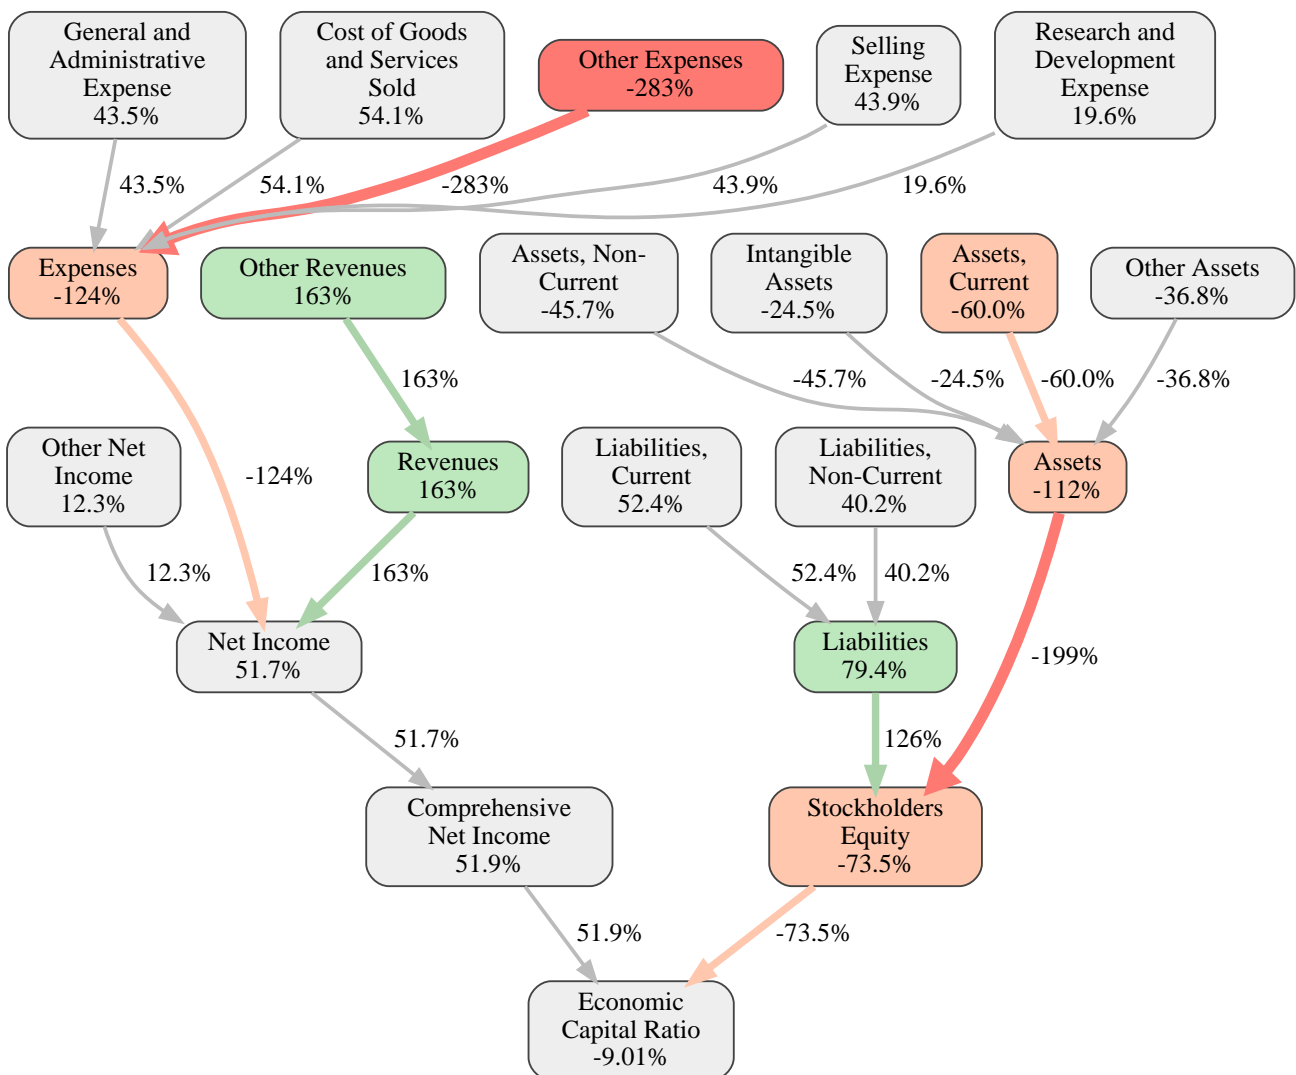 General and
Administrative
Expense
43.5%
Cost of Goods
and Services
Sold
54.1%
Other Expenses
-283%
Selling
Expense
43.9%
Research and
Development
Expense
19.6%
43.5%
54.1%
-283%
43.9%
19.6%
Expenses
-124%
Other Revenues
163%
Assets, Non-
Current
-45.7%
Intangible
Assets
-24.5%
Assets,
Current
-60.0%
Other Assets
-36.8%
163%
-45.7%
-24.5%
-60.0%
-36.8%
Other Net
Income
12.3%
-124%
Revenues
163%
Liabilities,
Current
52.4%
Liabilities,
Non-Current
40.2%
Assets
-112%
12.3%
163%
52.4%
40.2%
Net Income
51.7%
Liabilities
79.4%
-199%
51.7%
126%
Comprehensive
Net Income
51.9%
Stockholders
Equity
-73.5%
51.9%
-73.5%
Economic
Capital Ratio
-9.01%